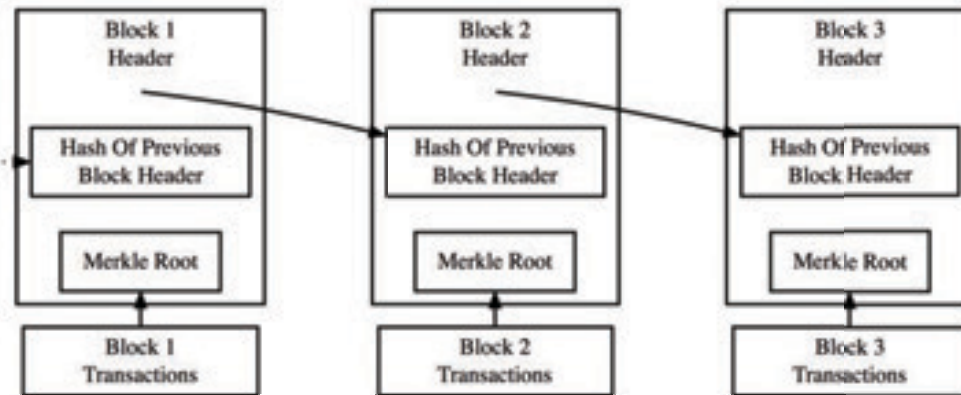 Block 1
Header
Hash Of Previous
Block Header
Merkle Root
Block 1
Transactions
Block 2
Header
Hash Of Previous
Block Header
Merkle Root
Block 2
Transactions
Block 3
Header
Hash Of Previous
Block Header
Merkle Root
Block 3
Transactions